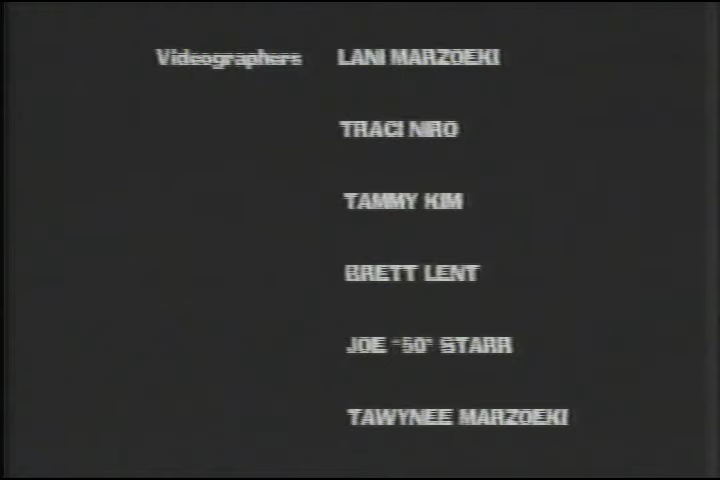 Videographers LANI MARZOEKI
TRACI NIRO
TAMMY KIM
BRETT LENT
JOE "50" STARR
TAWYNEE MARZOEKI